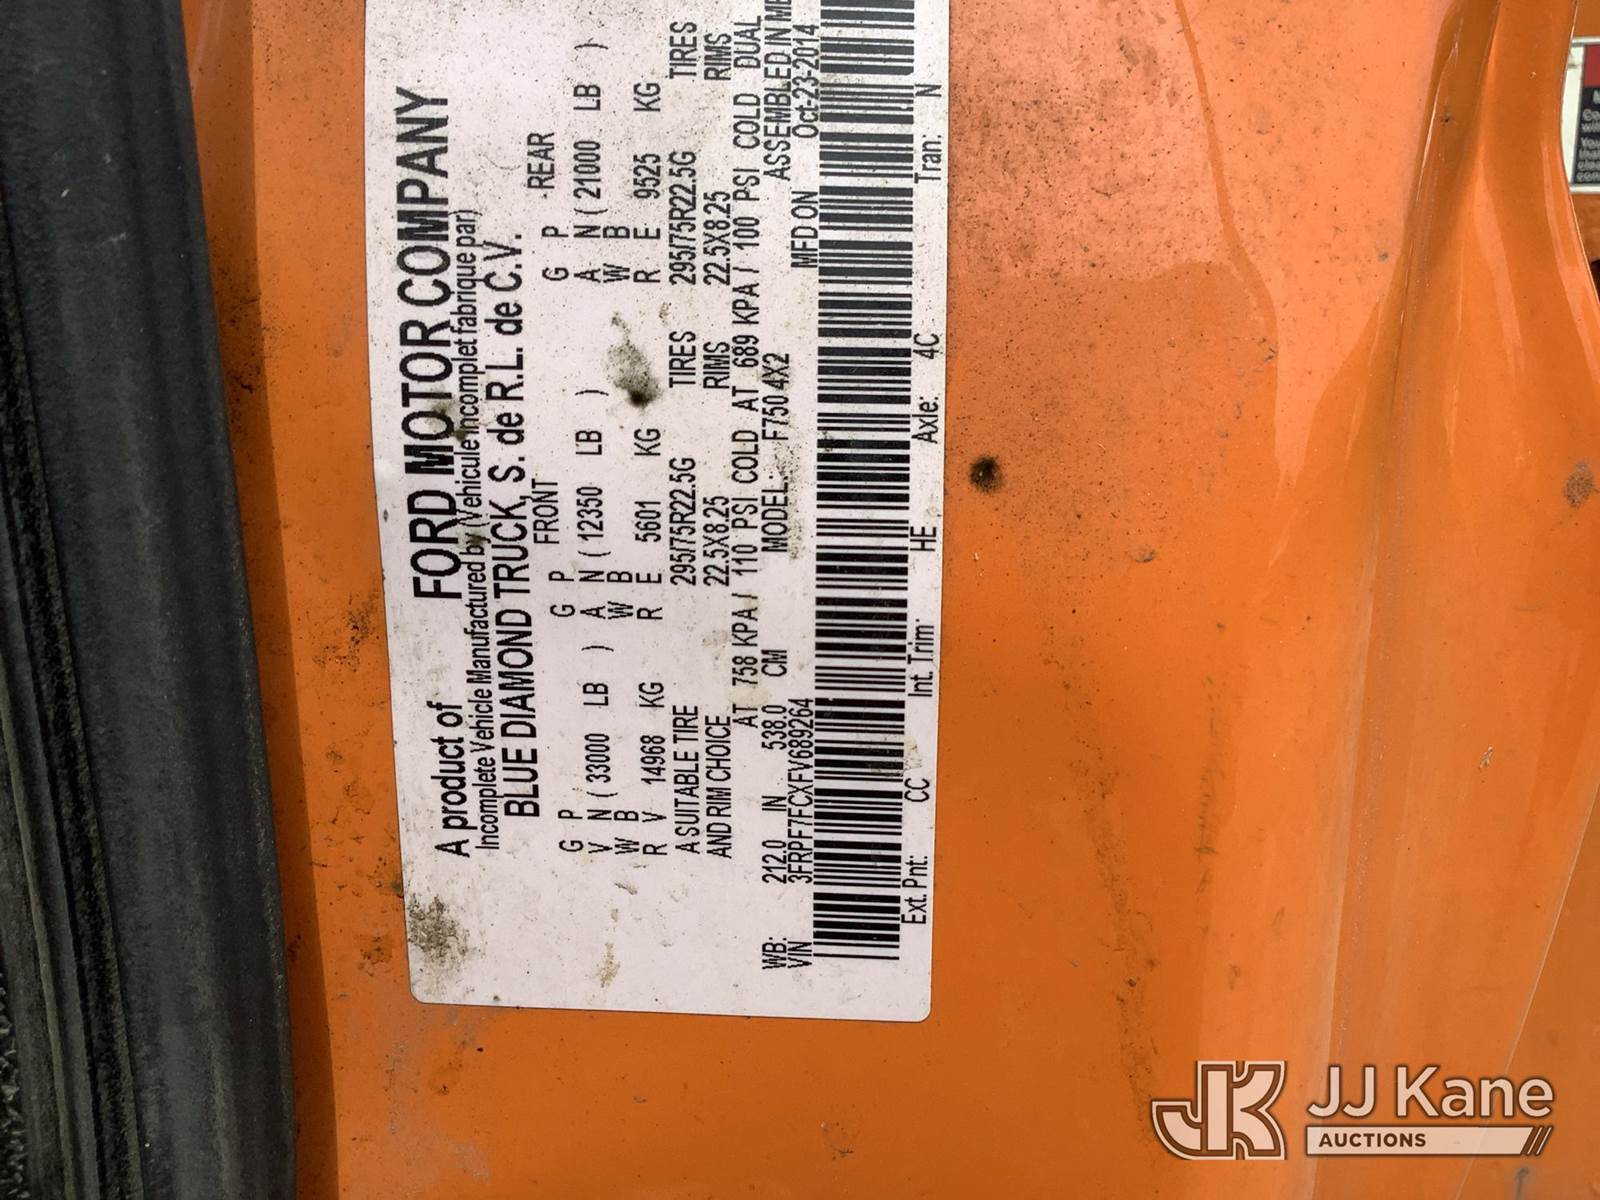 A product of FORD MOTOR COMPANY
Incomplete Vehicle Manufactured by (Vehicule Incomplet fabrique par)
BLUE DIAMOND TRUCK, S. de R.L. de C.V.
FRONT REAR
G P G P G P
V N ( 33000 LB ) A N ( 12350 LB ) A N ( 21000 LB )
W B W B W B
R V 14968 KG R E 5601 KG R E 9525 KG
A SUITABLE TIRE 295/75R22.5G TIRES 295/75R22.5G TIRES
AND RIM CHOICE 22.5X8.25 RIMS 22.5X8.25 RIMS
AT 758 KPA / 110 PSI COLD AT 689 KPA / 100 PSI COLD DUAL
WB: 212.0 IN 538.0 CM MODEL: F750 4X2 ASSEMBLED IN
VIN 3FRPF7FCXFV689264 MFD ON Oct-23-2014
Ext. Pnt: CC Int. Trim: HE Axle: 4C Tran: N
JK JJ Kane
AUCTIONS